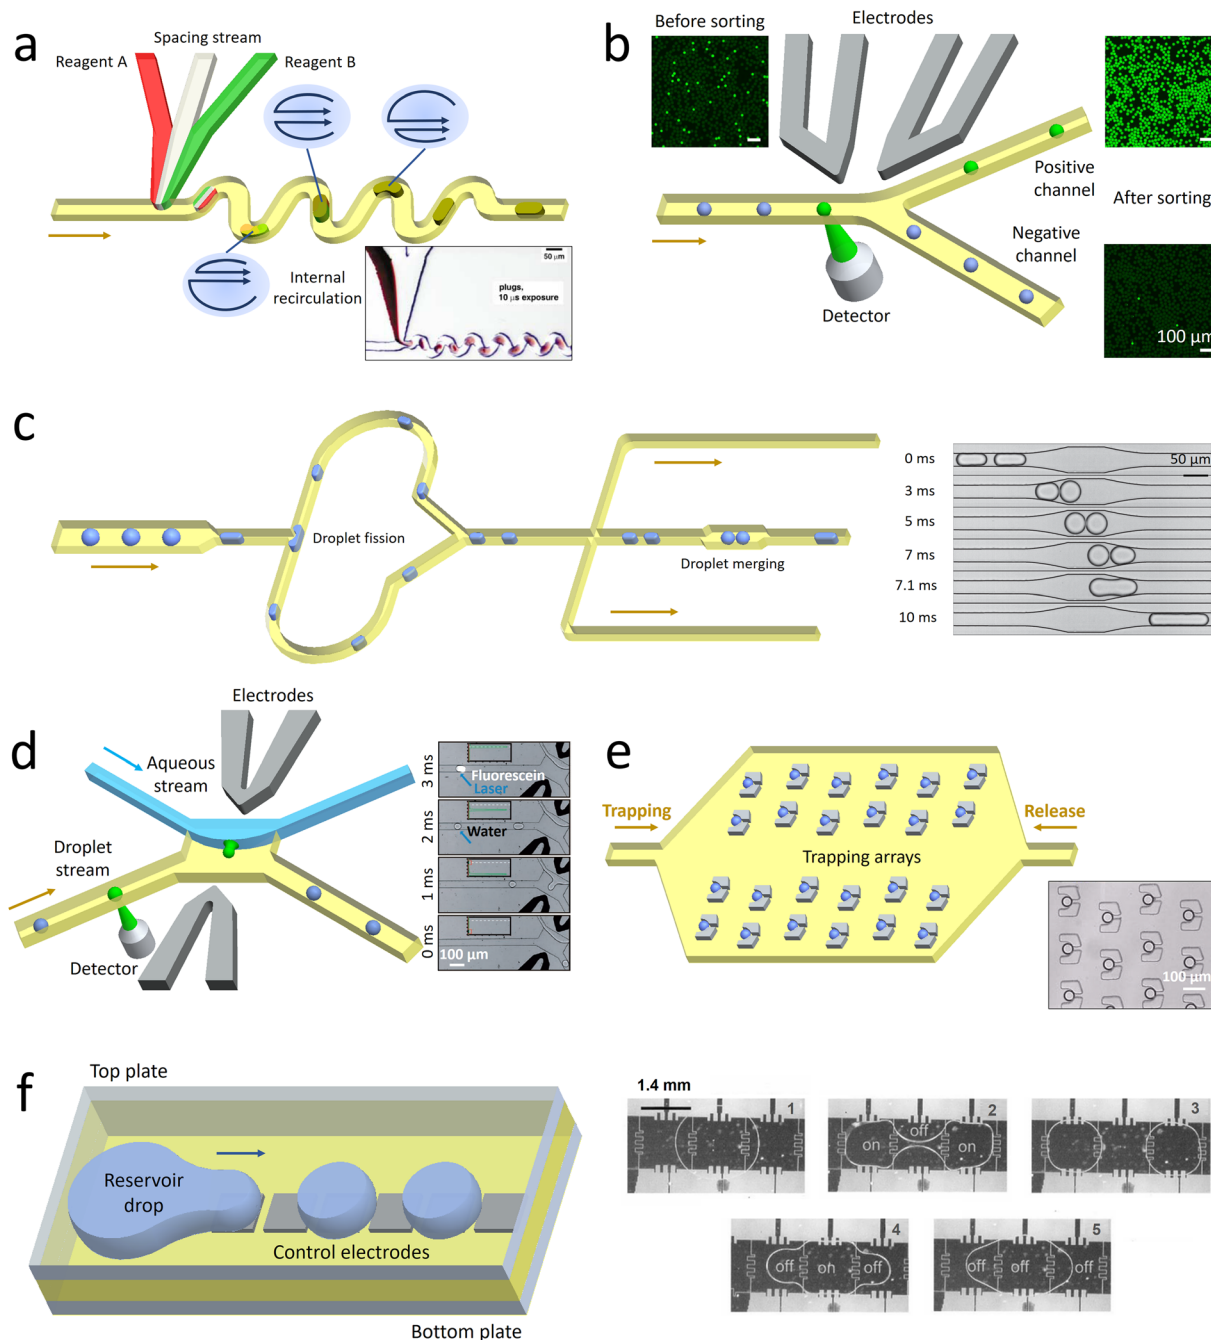 a
Spacing stream
Reagent A
Reagent B
Internal
recirculation
50 µm
plugs,
10 µs exposure
b
Before sorting
Electrodes
Positive
channel
After sorting
Negative
channel
Detector
100 µm
c
Droplet fission
Droplet merging
0 ms
50 µm
3 ms
5 ms
7 ms
7.1 ms
10 ms
d
Electrodes
Aqueous
stream
Droplet
stream
Detector
3 ms
Fluorescein
Laser
2 ms
Water
1 ms
0 ms
100 µm
e
Trapping
Release
Trapping arrays
100 µm
f
Top plate
Reservoir
drop
Control electrodes
Bottom plate
1.4 mm
1
2
off
on
on
3
4
off
on
off
5
off
off
off